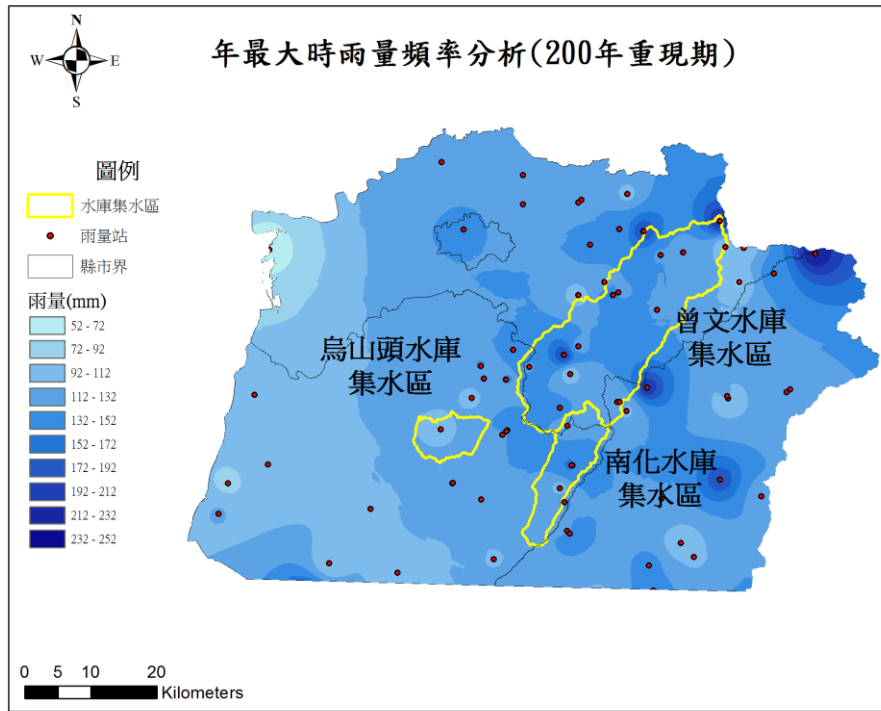 年最大時雨量頻率分析(200年重現期)
N
W
E
S
圖例
水庫集水區
雨量站
縣市界
雨量(mm)
52 - 72
72 - 92
92 - 112
112 - 132
132 - 152
152 - 172
172 - 192
192 - 212
212 - 232
232 - 252
烏山頭水庫
集水區
曾文水庫
集水區
南化水庫
集水區
0 5 10 20
Kilometers